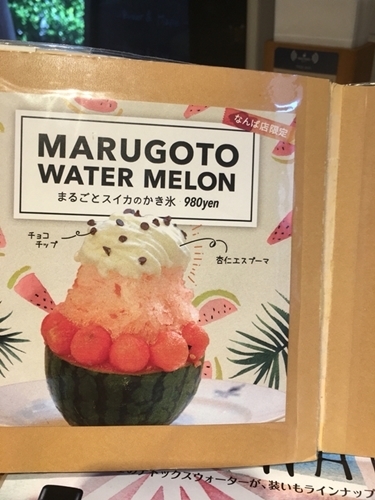 なんば店限定
MARUGOTO
WATER MELON
まるごとスイカのかき氷 980yen
チョコ
チップ
杏仁エスプーマ
トックスウォーターが、装いもラインナップ